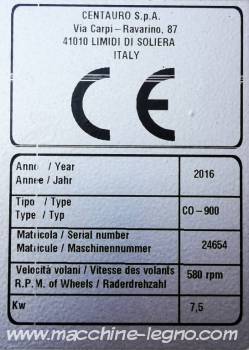 CENTAURO S.p.A.
Via Carpi - Ravarino, 87
41010 LIMIDI DI SOLIERA
ITALY
CE
Anno / Year
Année / Jahr
2016
Tipo / Type
Type / Typ
CO-900
Matricola / Serial number
Matricule / Maschinennummer
24654
Velocità volani / Vitesse des volants
R.P.M. of Wheels / Raderdrehzahl
580 rpm
Kw
7,5
www.macchine-legno.com